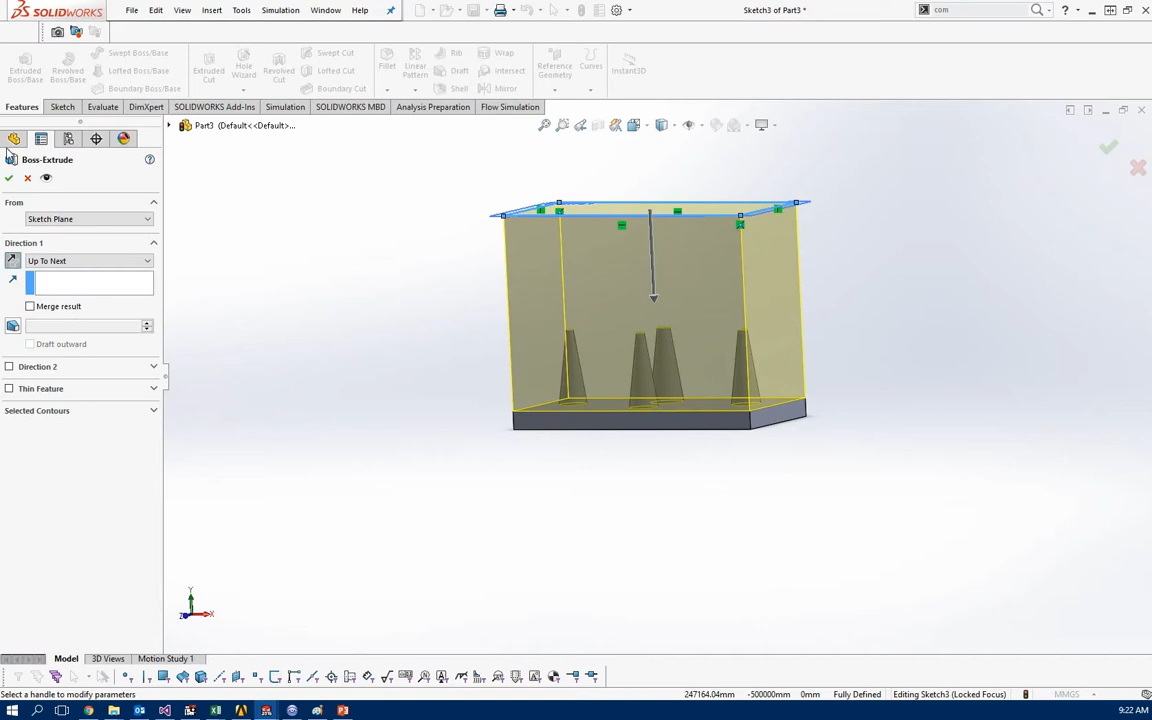 SOLIDWORKS File Edit View Insert Tools Simulation Window Help Sketch3 of Part3 * com
Extruded Boss/Base
Revolved Boss/Base
Swept Boss/Base
Lofted Boss/Base
Boundary Boss/Base
Extruded Cut
Hole Wizard
Revolved Cut
Swept Cut
Lofted Cut
Boundary Cut
Fillet
Linear Pattern
Rib
Draft
Shell
Wrap
Intersect
Mirror
Reference Geometry
Curves
Instant3D
Features Sketch Evaluate DimXpert SOLIDWORKS Add-Ins Simulation SOLIDWORKS MBD Analysis Preparation Flow Simulation
Part3 (Default<<Default>...
Boss-Extrude
From
Sketch Plane
Direction 1
Up To Next
Merge result
Draft outward
Direction 2
Thin Feature
Selected Contours
Y
X
Z
Model 3D Views Motion Study 1
Select a handle to modify parameters 247164.04mm -500000mm 0mm Fully Defined Editing Sketch3 (Locked Focus) MMGS
9:22 AM